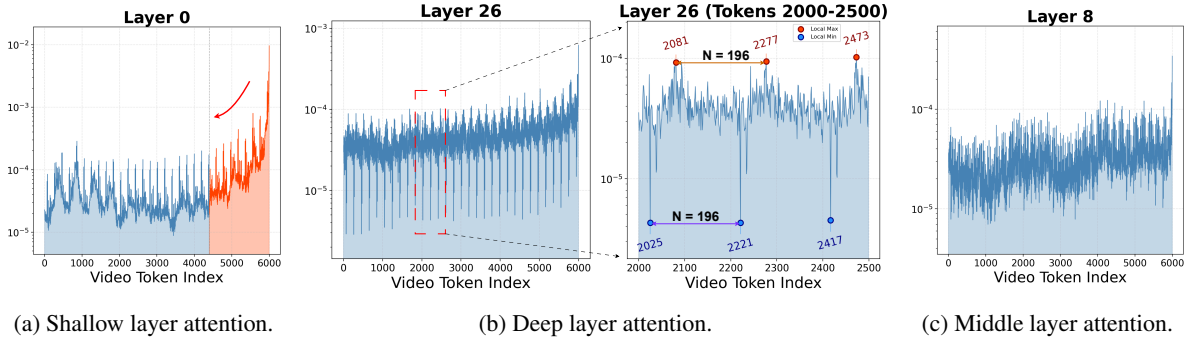 Layer 0
10⁻²
10⁻³
10⁻⁴
10⁻⁵
0 1000 2000 3000 4000 5000 6000
Video Token Index
(a) Shallow layer attention.
Layer 26
10⁻⁴
10⁻⁵
0 1000 2000 3000 4000 5000 6000
Video Token Index
Layer 26 (Tokens 2000-2500)
Local Max
Local Min
2081
2277
2473
N = 196
10⁻⁴
10⁻⁵
N = 196
2025
2221
2417
2000 2100 2200 2300 2400 2500
Video Token Index
(b) Deep layer attention.
Layer 8
10⁻⁴
10⁻⁵
0 1000 2000 3000 4000 5000 6000
Video Token Index
(c) Middle layer attention.